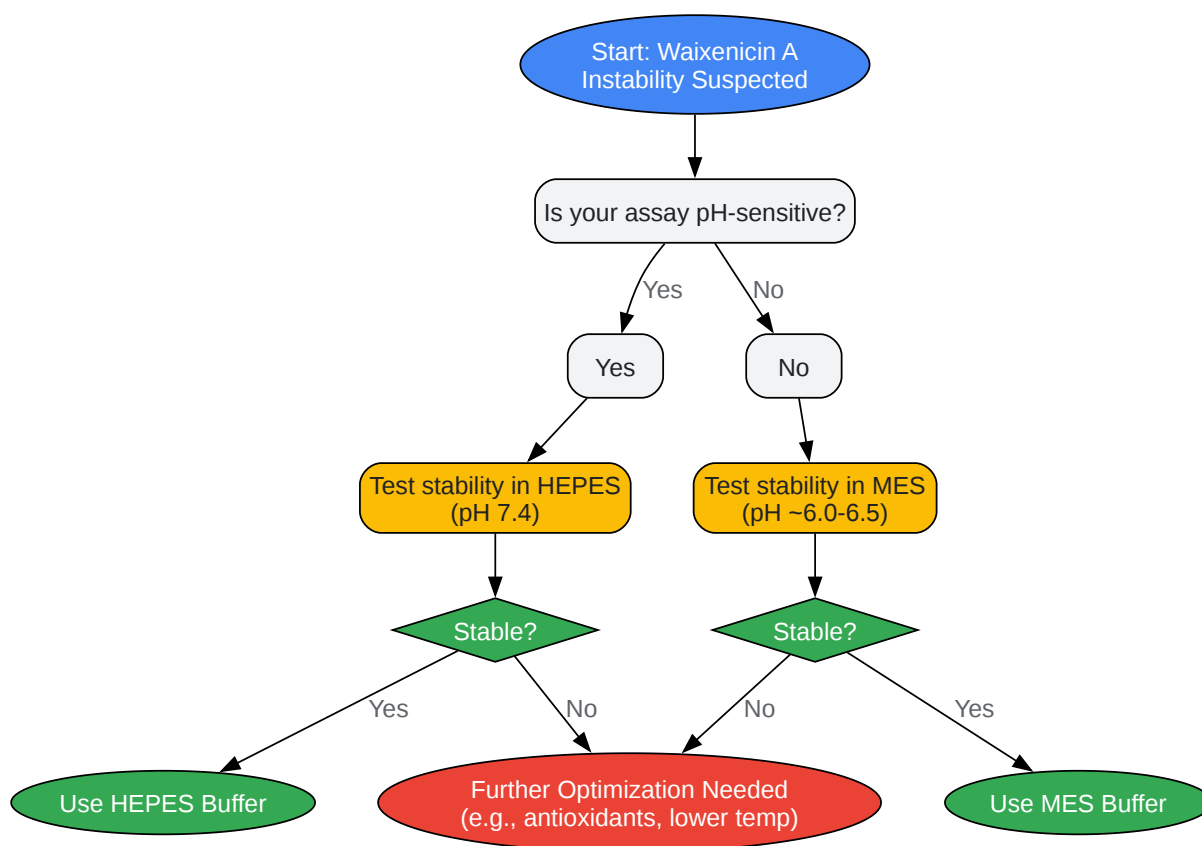 Start: Waixenicin A
Instability Suspected
Is your assay pH-sensitive?
Yes
No
Yes
No
Test stability in HEPES
(pH 7.4)
Test stability in MES
(pH ~6.0-6.5)
Stable?
Stable?
Yes
No
No
Yes
Use HEPES Buffer
Further Optimization Needed
(e.g., antioxidants, lower temp)
Use MES Buffer